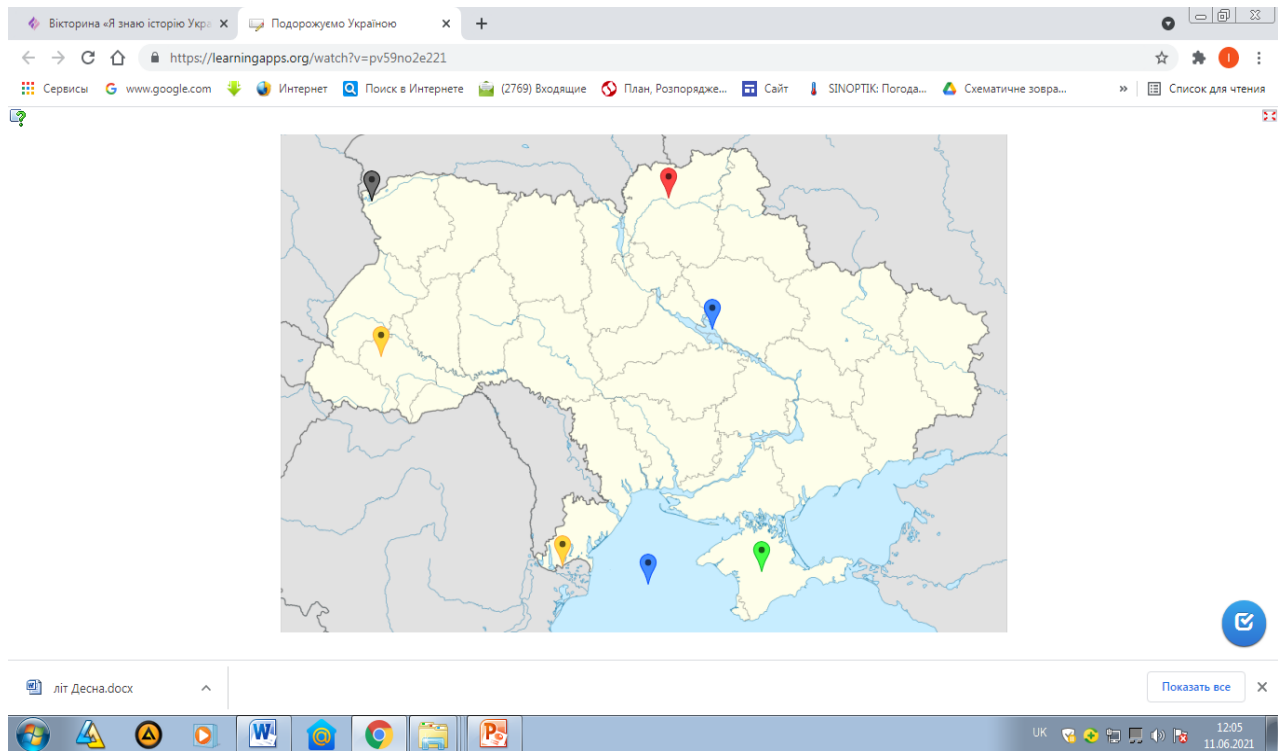 Вікторина «Я знаю історію Укра
Подорожуємо Україною
https://learningapps.org/watch?v=pv59no2e221
Сервисы www.google.com Интернет Поиск в Интернете (2769) Входящие План, Розпорядже... Сайт SINOPTIK: Погода... Схематичне зовра... » Список для чтения
літ Десна.docx
Показать все
UK
12:05
11.06.2021